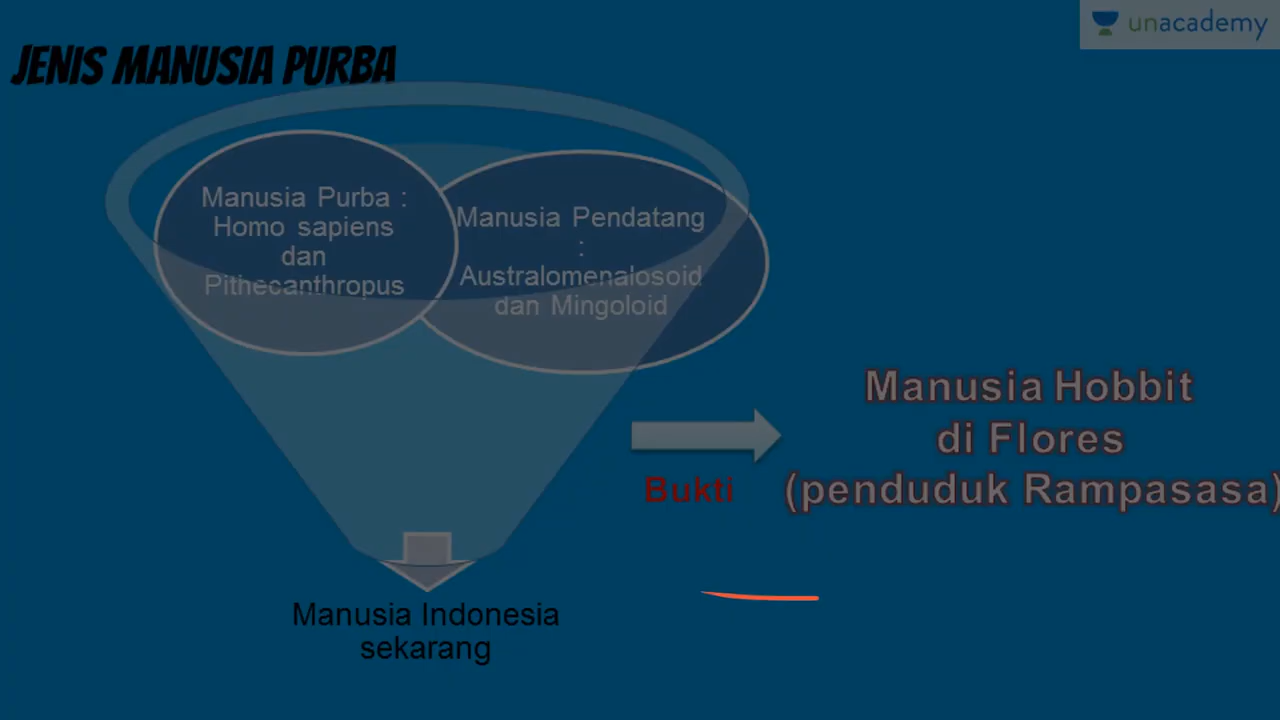 unacademy
JENIS MANUSIA PURBA
Manusia Purba :
Homo sapiens
dan
Pithecanthropus
Manusia Pendatang
:
Australomenalosoid
dan Mingoloid
Manusia Hobbit
di Flores
(penduduk Rampasasa)
Bukti
Manusia Indonesia
sekarang